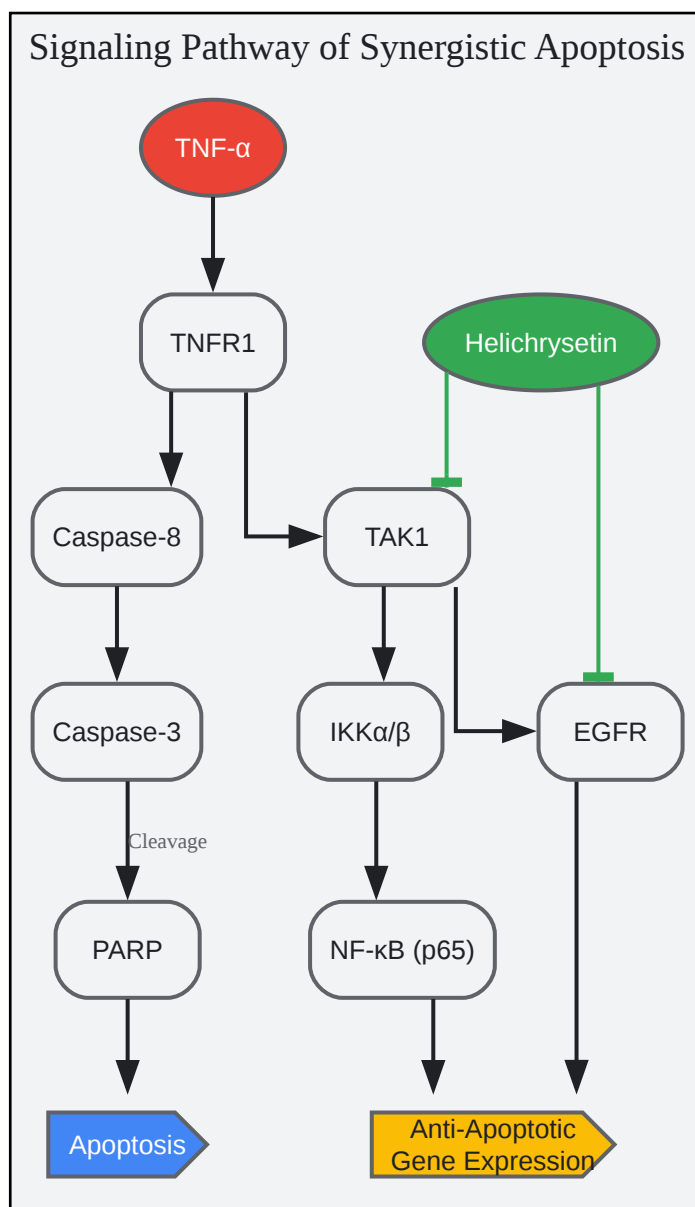 Signaling Pathway of Synergistic Apoptosis
TNF-α
TNFR1
Helichrysetin
Caspase-8
TAK1
Caspase-3
IKKα/β
EGFR
Cleavage
PARP
NF-κB (p65)
Apoptosis
Anti-Apoptotic
Gene Expression